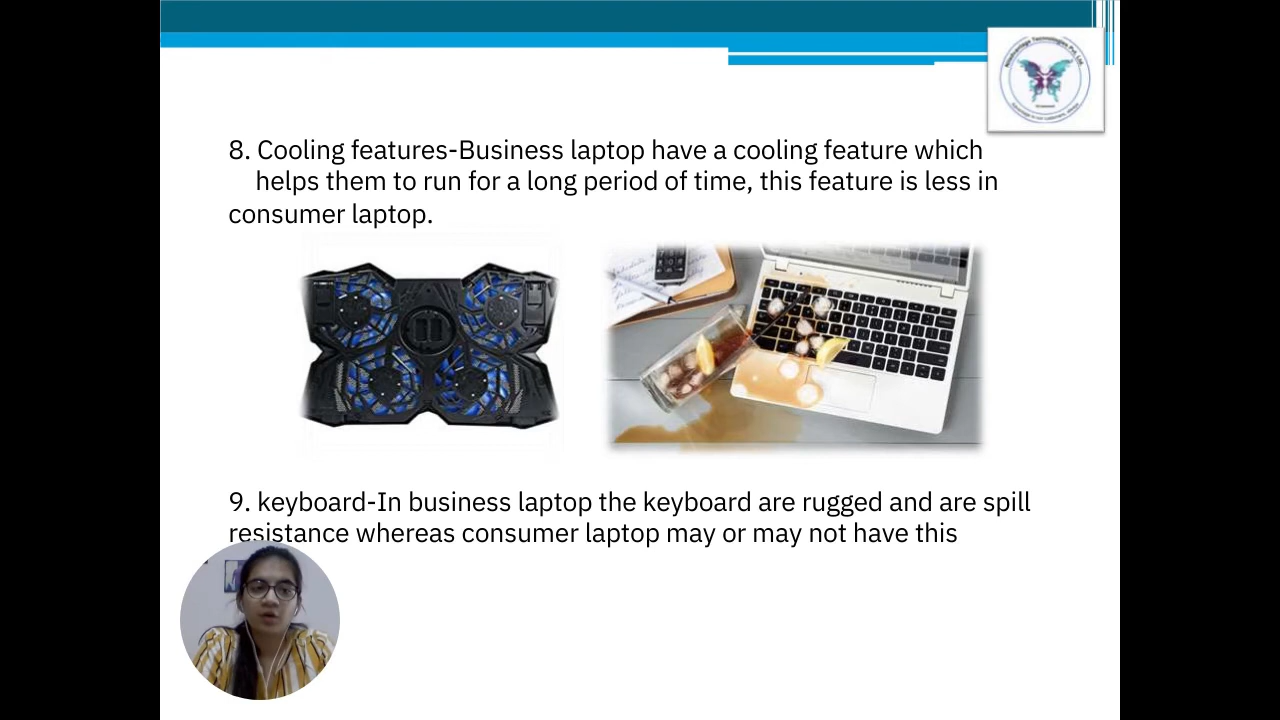 8. Cooling features-Business laptop have a cooling feature which
helps them to run for a long period of time, this feature is less in
consumer laptop.
9. keyboard-In business laptop the keyboard are rugged and are spill
resistance whereas consumer laptop may or may not have this